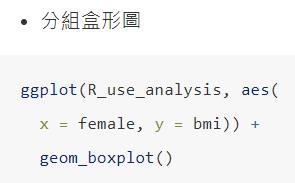 • 分組盒形圖
ggplot(R_use_analysis, aes(
  x = female, y = bmi)) +
  geom_boxplot()